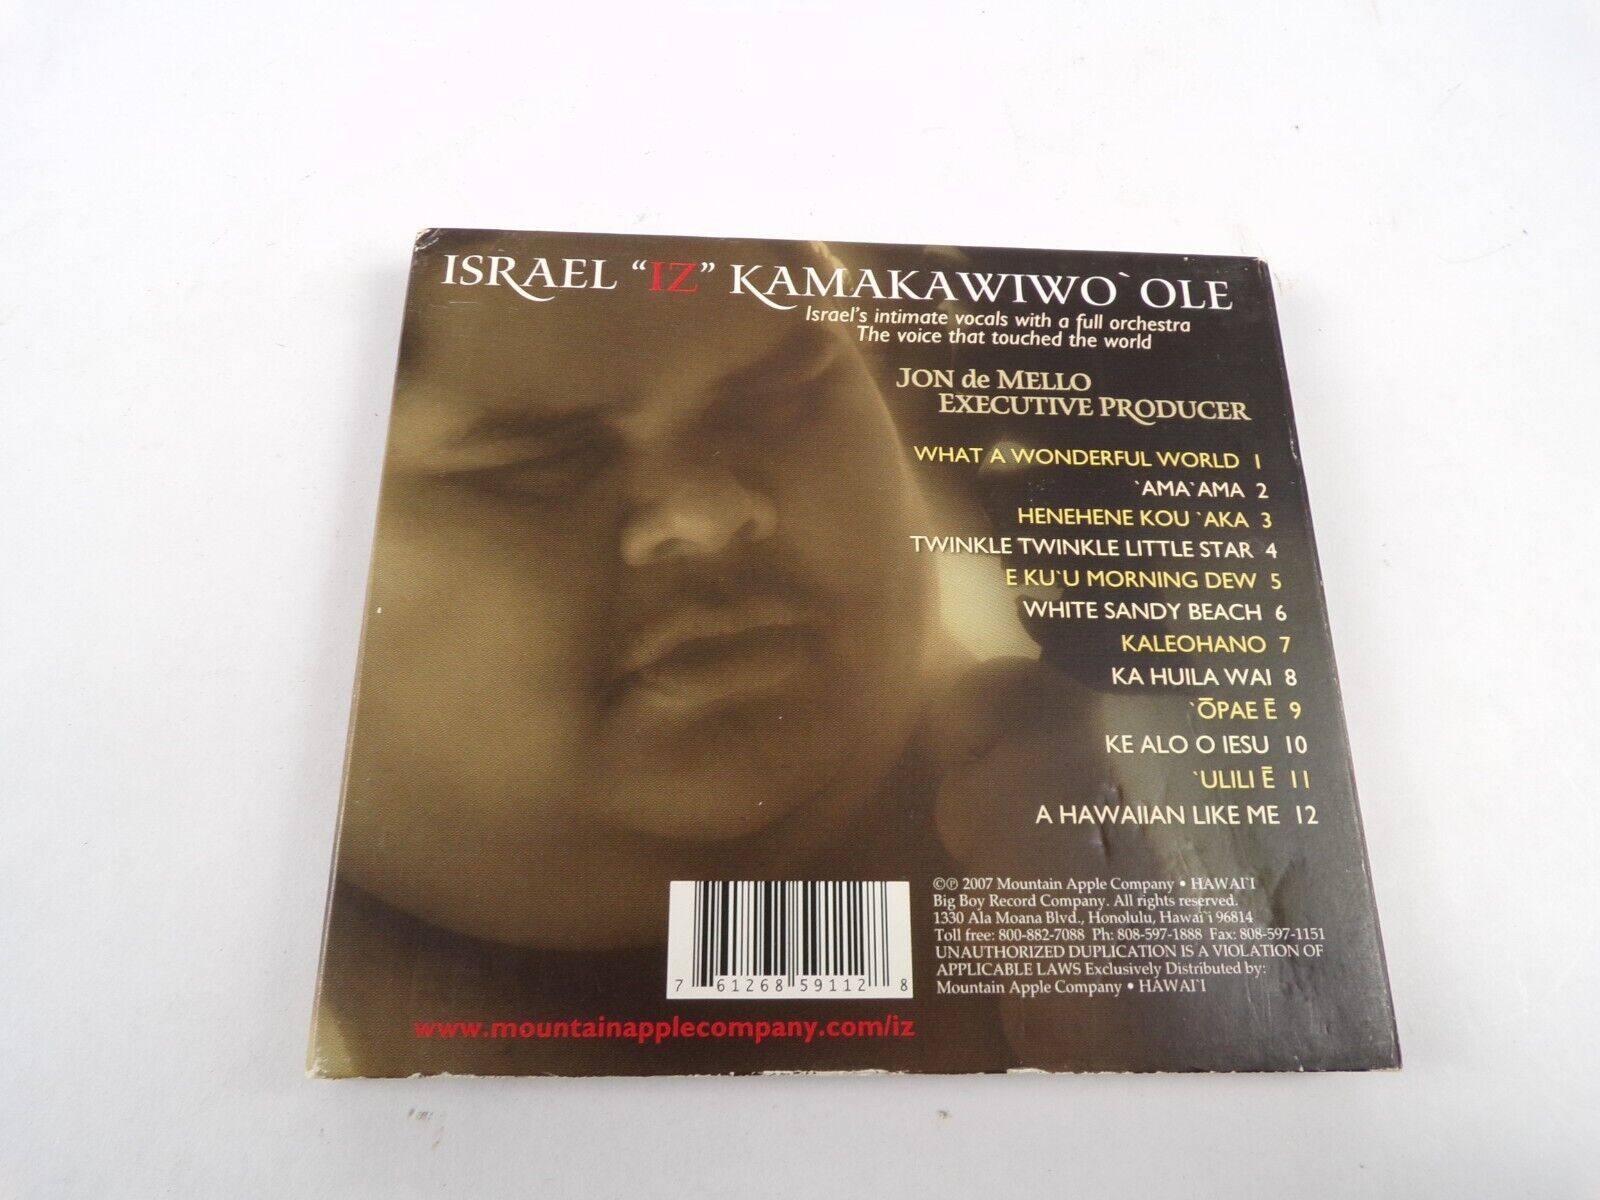 ISRAEL “IZ” KAMAKAWIWO`OLE
Israel's intimate vocals with a full orchestra
The voice that touched the world
JON de MELLO
EXECUTIVE PRODUCER
WHAT A WONDERFUL WORLD 1
`AMA`AMA 2
HENEHENE KOU `AKA 3
TWINKLE TWINKLE LITTLE STAR 4
E KU`U MORNING DEW 5
WHITE SANDY BEACH 6
KALEOHANO 7
KA HUILA WAI 8
`ŌPAE Ē 9
KE ALO O IESU 10
`ULILI Ē 11
A HAWAIIAN LIKE ME 12
©℗ 2007 Mountain Apple Company • HAWAI`I
Big Boy Record Company. All rights reserved.
1330 Ala Moana Blvd., Honolulu, Hawai`i 96814
Toll free: 800-882-7088 Ph: 808-597-1888 Fax: 808-597-1151
UNAUTHORIZED DUPLICATION IS A VIOLATION OF
APPLICABLE LAWS Exclusively Distributed by:
Mountain Apple Company • HAWAI`I
7 61268 59112 8
www.mountainapplecompany.com/iz